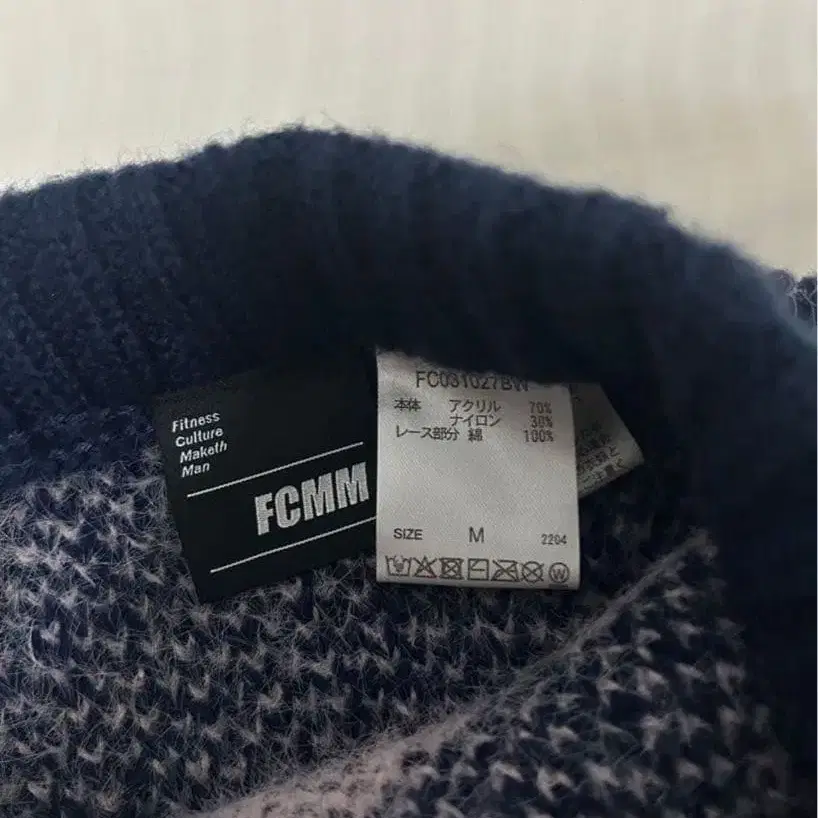 Fitness
Culture
Maketh
Man
FCMM
FC031027BW
本体 アクリル 70%
ナイロン 30%
レース部分 綿 100%
SIZE M 2204
W